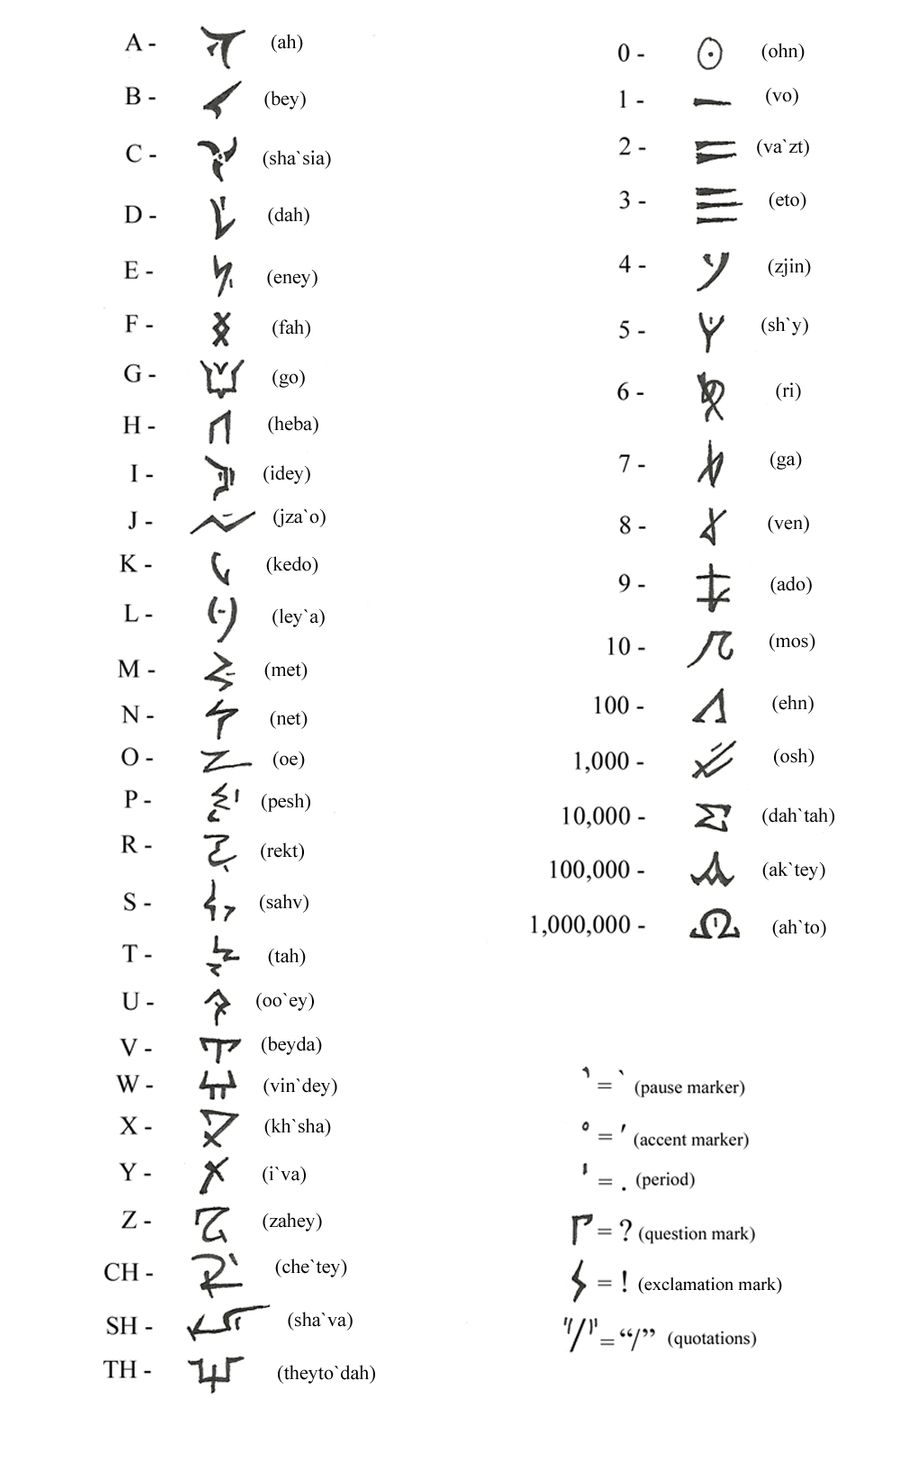 A - (ah)
B - (bey)
C - (sha`sia)
D - (dah)
E - (eney)
F - (fah)
G - (go)
H - (heba)
I - (idey)
J - (jza`o)
K - (kedo)
L - (ley`a)
M - (met)
N - (net)
O - (oe)
P - (pesh)
R - (rekt)
S - (sahv)
T - (tah)
U - (oo`ey)
V - (beyda)
W - (vin`dey)
X - (kh`sha)
Y - (i`va)
Z - (zahey)
CH - (che`tey)
SH - (sha`va)
TH - (theyto`dah)
0 - (ohn)
1 - (vo)
2 - (va`zt)
3 - (eto)
4 - (zjin)
5 - (sh`y)
6 - (ri)
7 - (ga)
8 - (ven)
9 - (ado)
10 - (mos)
100 - (ehn)
1,000 - (osh)
10,000 - (dah`tah)
100,000 - (ak`tey)
1,000,000 - (ah`to)
= ` (pause marker)
= ′ (accent marker)
= . (period)
= ? (question mark)
= ! (exclamation mark)
= “/” (quotations)